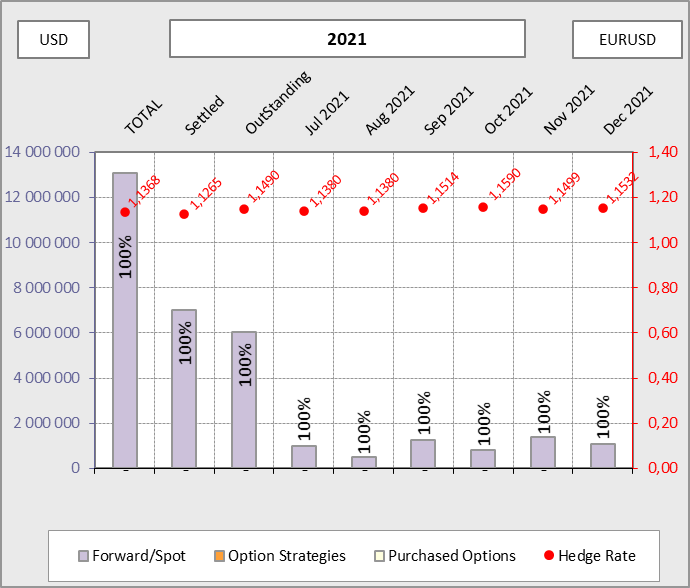 USD
2021
EURUSD
TOTAL
Settled
OutStanding
Jul 2021
Aug 2021
Sep 2021
Oct 2021
Nov 2021
Dec 2021
14 000 000
12 000 000
10 000 000
8 000 000
6 000 000
4 000 000
2 000 000
0
1,1368
1,1265
1,1490
1,1380
1,1380
1,1514
1,1590
1,1499
1,1532
100%
100%
100%
100%
100%
100%
100%
100%
100%
1,40
1,20
1,00
0,80
0,60
0,40
0,20
0,00
Forward/Spot
Option Strategies
Purchased Options
Hedge Rate